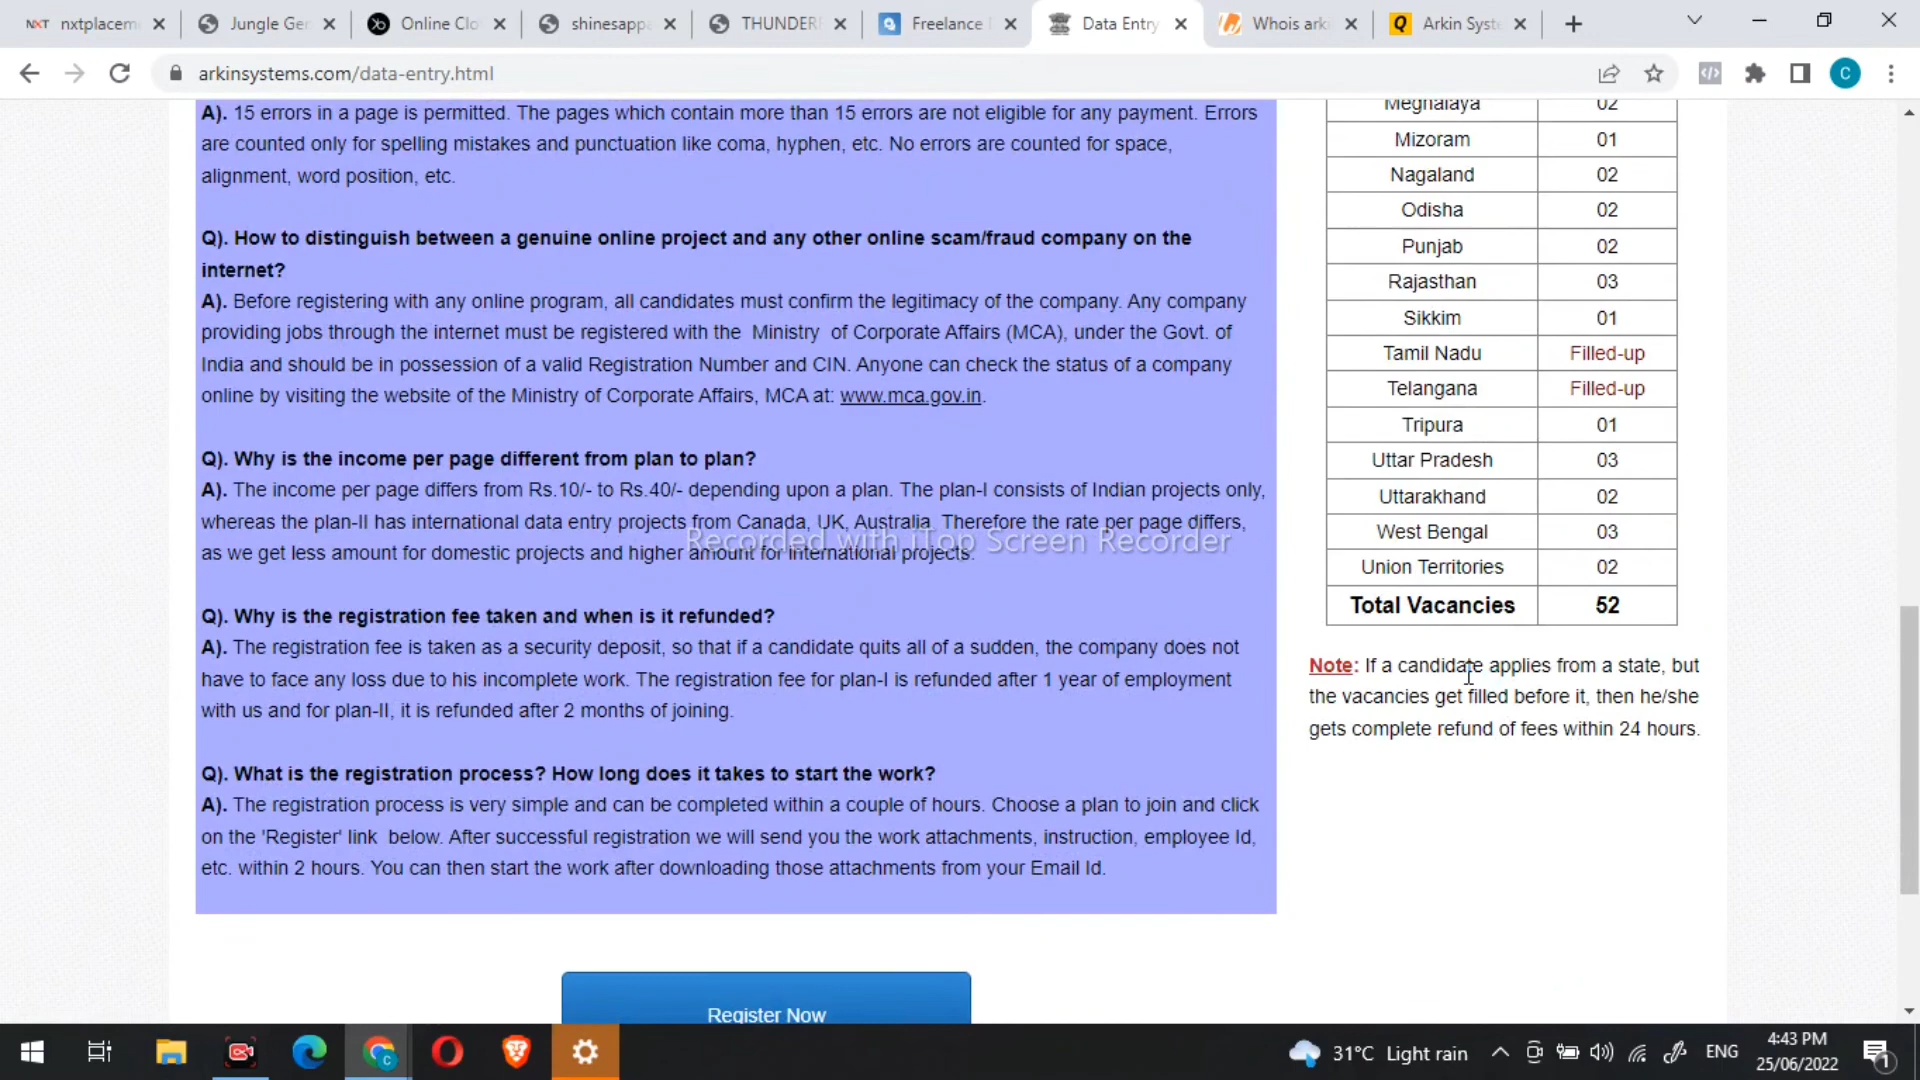 nxtplacem
Jungle Ge
Online Clo
shinesappa
THUNDER
Freelance
Data Entry
Whois ark
Arkin Syste
arkinsystems.com/data-entry.html
A). 15 errors in a page is permitted. The pages which contain more than 15 errors are not eligible for any payment. Errors
are counted only for spelling mistakes and punctuation like coma, hyphen, etc. No errors are counted for space,
alignment, word position, etc.
Q). How to distinguish between a genuine online project and any other online scam/fraud company on the
internet?
A). Before registering with any online program, all candidates must confirm the legitimacy of the company. Any company
providing jobs through the internet must be registered with the Ministry of Corporate Affairs (MCA), under the Govt. of
India and should be in possession of a valid Registration Number and CIN. Anyone can check the status of a company
online by visiting the website of the Ministry of Corporate Affairs, MCA at: www.mca.gov.in.
Q). Why is the income per page different from plan to plan?
A). The income per page differs from Rs.10/- to Rs.40/- depending upon a plan. The plan-I consists of Indian projects only,
whereas the plan-II has international data entry projects from Canada, UK, Australia. Therefore the rate per page differs,
as we get less amount for domestic projects and higher amount for international projects.
Recorded with iTop Screen Recorder
Q). Why is the registration fee taken and when is it refunded?
A). The registration fee is taken as a security deposit, so that if a candidate quits all of a sudden, the company does not
have to face any loss due to his incomplete work. The registration fee for plan-I is refunded after 1 year of employment
with us and for plan-II, it is refunded after 2 months of joining.
Q). What is the registration process? How long does it takes to start the work?
A). The registration process is very simple and can be completed within a couple of hours. Choose a plan to join and click
on the 'Register' link below. After successful registration we will send you the work attachments, instruction, employee Id,
etc. within 2 hours. You can then start the work after downloading those attachments from your Email Id.
Register Now
Meghalaya 02
Mizoram 01
Nagaland 02
Odisha 02
Punjab 02
Rajasthan 03
Sikkim 01
Tamil Nadu Filled-up
Telangana Filled-up
Tripura 01
Uttar Pradesh 03
Uttarakhand 02
West Bengal 03
Union Territories 02
Total Vacancies 52
Note: If a candidate applies from a state, but
the vacancies get filled before it, then he/she
gets complete refund of fees within 24 hours.
31°C Light rain
ENG
4:43 PM
25/06/2022
1